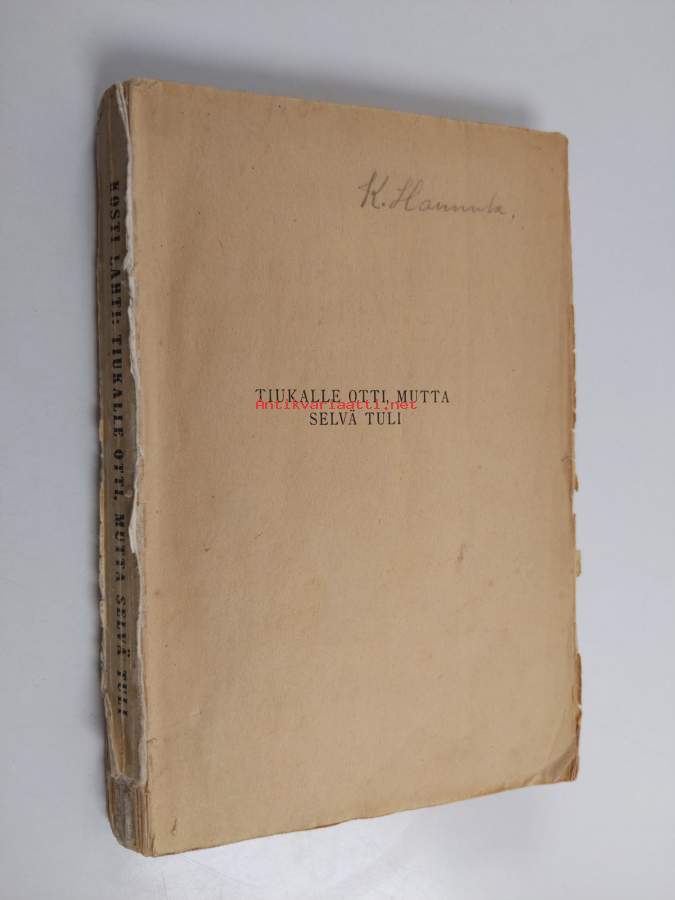 K. Hannula.
TIUKALLE OTTI, MUTTA
Antikvariaatti.net
SELVÄ TULI
KOSTI LAHTI: TIUKALLE OTTI, MUTTA SELVÄ TULI